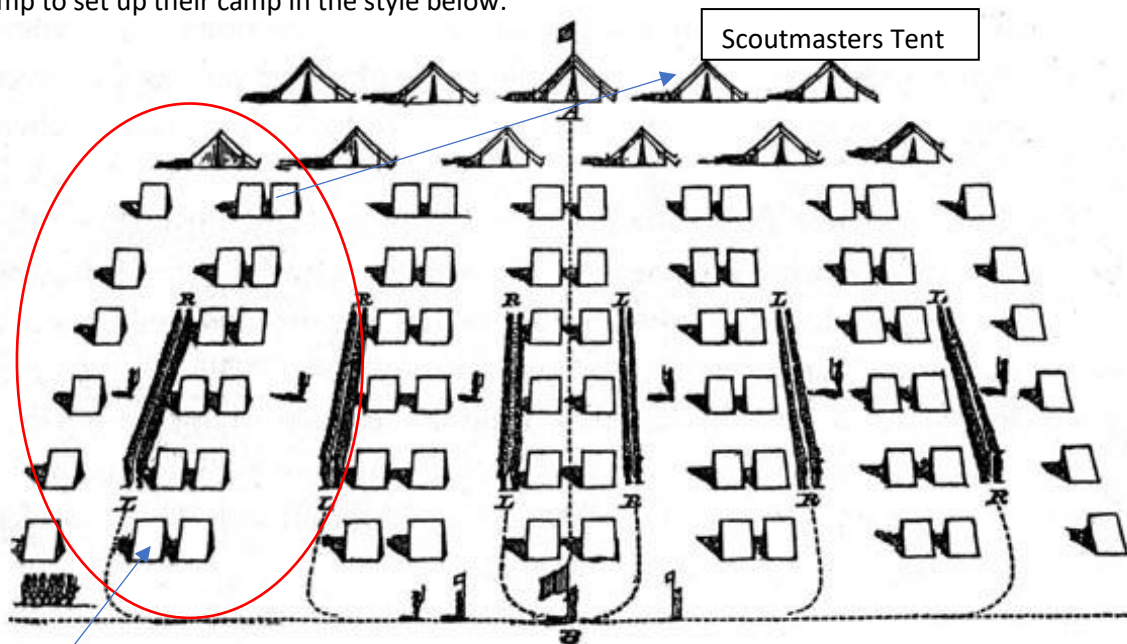 mp to set up their camp in the style below.
Scoutmasters Tent
A
R R R L L L
L L L R R R
B